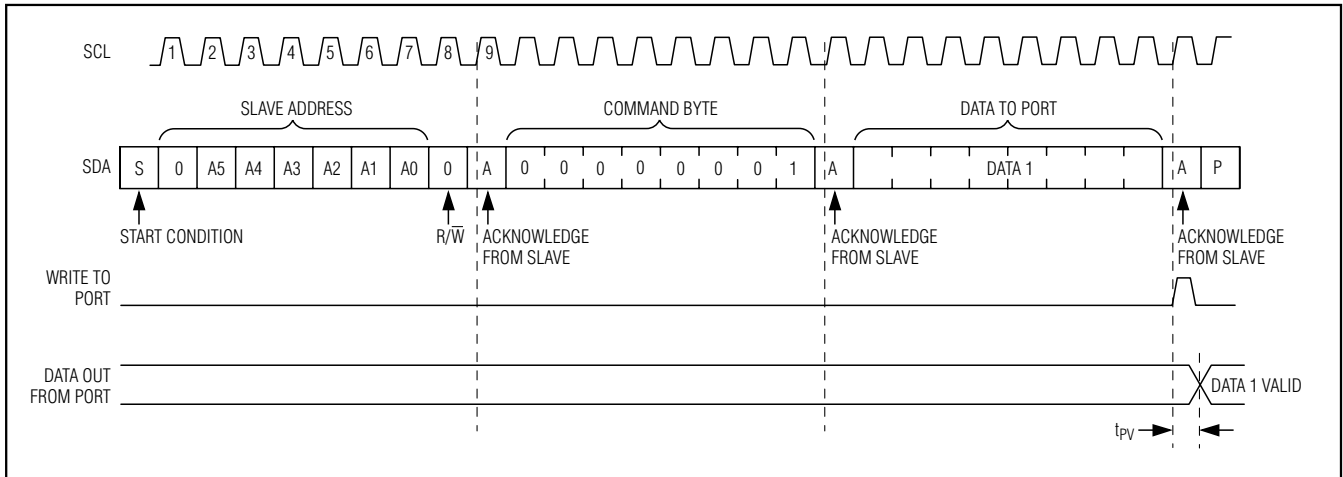 SCL 1 2 3 4 5 6 7 8 9
SLAVE ADDRESS COMMAND BYTE DATA TO PORT
SDA S 0 A5 A4 A3 A2 A1 A0 0 A 0 0 0 0 0 0 0 1 A DATA 1 A P
START CONDITION R/W̅ ACKNOWLEDGE FROM SLAVE ACKNOWLEDGE FROM SLAVE ACKNOWLEDGE FROM SLAVE
WRITE TO
PORT
DATA OUT
FROM PORT
DATA 1 VALID
tPV